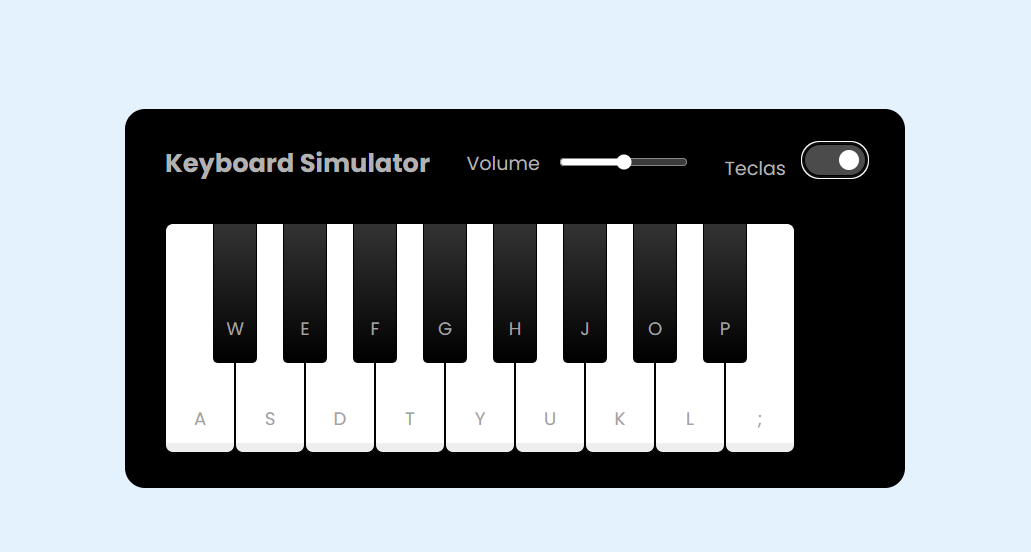 Keyboard Simulator Volume Teclas
W E F G H J O P
A S D T Y U K L ;